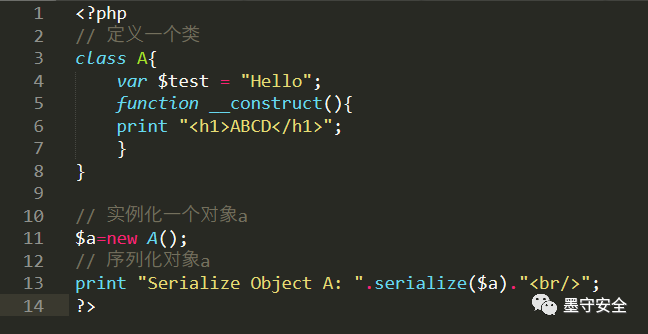 1 <?php
2 // 定义一个类
3 class A{
4 var $test = "Hello";
5 function __construct(){
6 print "<h1>ABCD</h1>";
7 }
8 }
9
10 // 实例化一个对象a
11 $a=new A();
12 // 序列化对象a
13 print "Serialize Object A: ".serialize($a)."<br/>";
14 ?>
墨守安全